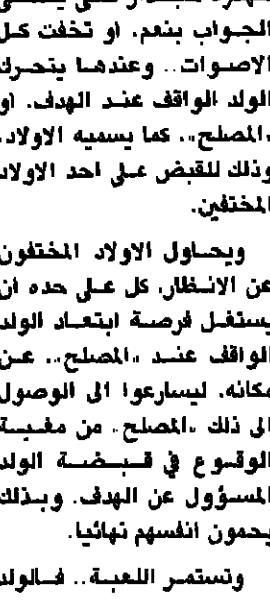 الجواب بنعم. او تخفت كل
الاصوات.. وعندها يتحرك
الولد الواقف عند الهدف. او
«المصلح»، كما يسميه الاولاد،
وذلك للقبض على احد الاولاد
المختفين.
ويحاول الاولاد المختفون
عن الانظار، كل على حده ان
يستغل فرصة ابتعاد الولد
الواقف عند «المصلح».. عن
مكانه، ليسارعوا الى الوصول
الى ذلك «المصلح» من مغبة
الوقوع في قبضة الولد
المسؤول عن الهدف. وبذلك
يحمون انفسهم نهائيا.
وتستمر اللعبة.. فالولد